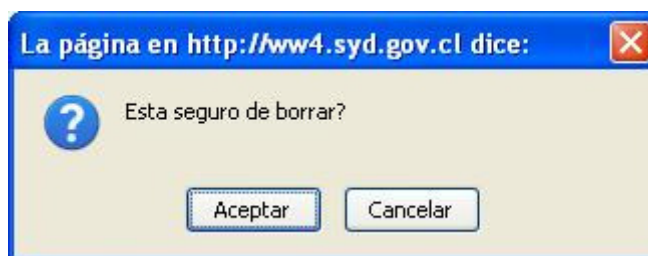 La página en http://ww4.syd.gov.cl dice:
Esta seguro de borrar?
Aceptar Cancelar